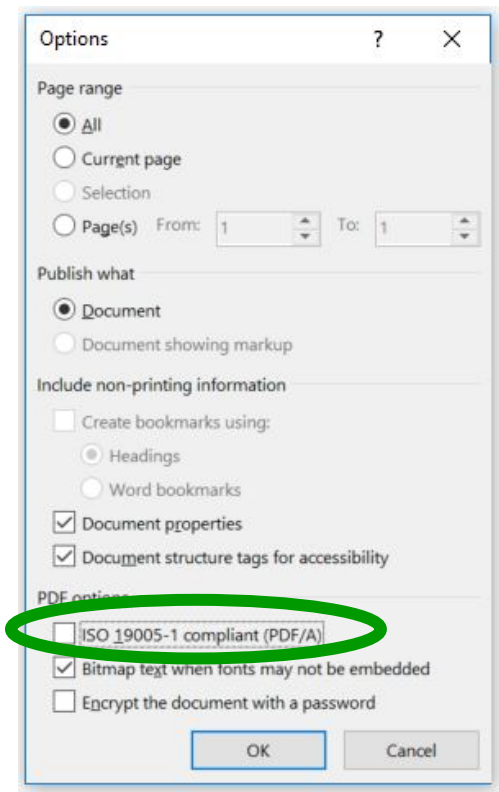 Options ?
Page range
All
Current page
Selection
Page(s) From: 1 To: 1
Publish what
Document
Document showing markup
Include non-printing information
Create bookmarks using:
Headings
Word bookmarks
Document properties
Document structure tags for accessibility
PDF options
ISO 19005-1 compliant (PDF/A)
Bitmap text when fonts may not be embedded
Encrypt the document with a password
OK Cancel